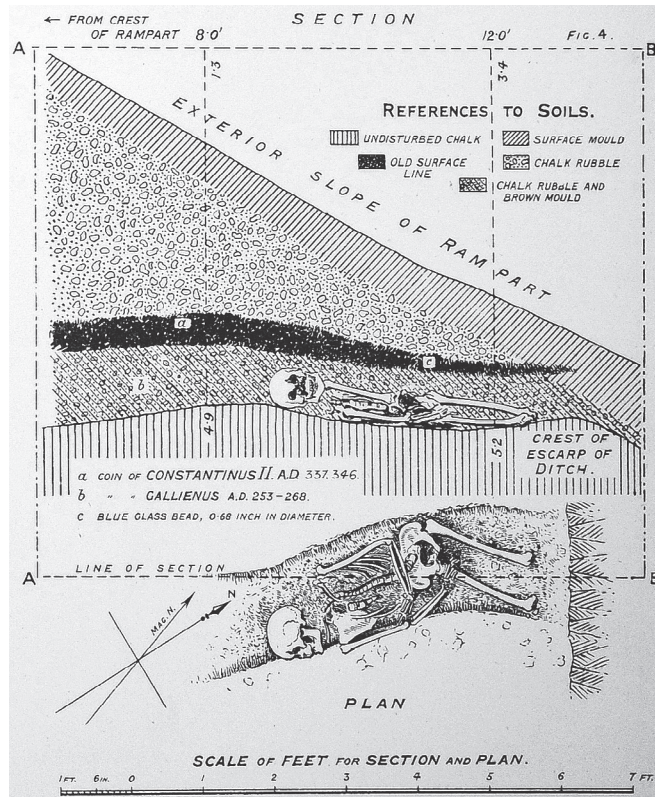 SECTION
← FROM CREST OF RAMPART
8·0'
12·0'
FIG. 4.
A
B
1·3
3·4
REFERENCES TO SOILS.
UNDISTURBED CHALK
SURFACE MOULD
OLD SURFACE LINE
CHALK RUBBLE
CHALK RUBBLE AND BROWN MOULD
EXTERIOR SLOPE OF RAMPART
a
c
b
4·9
5·2
CREST OF
ESCARP OF
DITCH.
a COIN OF CONSTANTINUS II. A.D. 337.346.
b " " GALLIENUS A.D. 253-268.
c BLUE GLASS BEAD, 0·68 INCH IN DIAMETER.
A
LINE OF SECTION
B
MAG. N.
N
PLAN
SCALE OF FEET FOR SECTION AND PLAN.
1 FT. 6 IN. 0 1 2 3 4 5 6 7 FT.